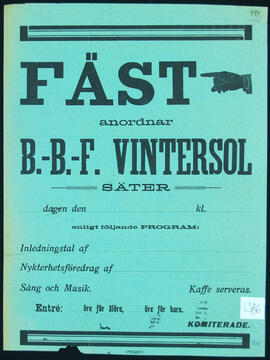 FÄST
anordnar
B.-B.-F. VINTERSOL
SÄTER
dagen den kl.
enligt följande PROGRAM:
Inledningstal af
Nykterhetsföredrag af
Sång och Musik. Kaffe serveras.
Entré: öre för äldre, öre för barn.
KOMITERADE.
1386